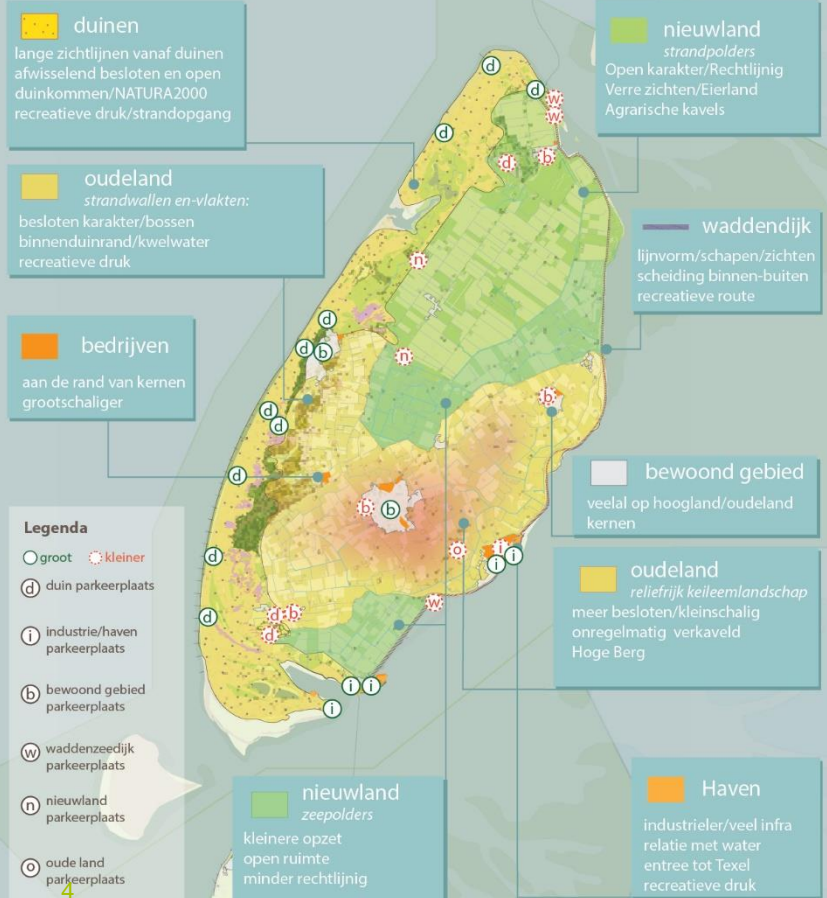 duinen
lange zichtlijnen vanaf duinen
afwisselend besloten en open
duinkommen/NATURA2000
recreatieve druk/strandopgang
nieuwland
strandpolders
Open karakter/Rechtlijnig
Verre zichten/Eierland
Agrarische kavels
oudeland
strandwallen en-vlakten:
besloten karakter/bossen
binnenduinrand/kwelwater
recreatieve druk
waddendijk
lijnvorm/schapen/zichten
scheiding binnen-buiten
recreatieve route
bedrijven
aan de rand van kernen
grootschaliger
bewoond gebied
veelal op hoogland/oudeland
kernen
oudeland
reliefrijk keileemlandschap
meer besloten/kleinschalig
onregelmatig verkaveld
Hoge Berg
nieuwland
zeepolders
kleinere opzet
open ruimte
minder rechtlijnig
Haven
industrieler/veel infra
relatie met water
entree tot Texel
recreatieve druk
d
d
w
d
w
b
d
n
d
d b
n
b
d
d
d
b b
d
o i i
i
w
d b
d
d
i i
i
Legenda
groot kleiner
d duin parkeerplaats
i industrie/haven
parkeerplaats
b bewoond gebied
parkeerplaats
w waddenzeedijk
parkeerplaats
n nieuwland
parkeerplaats
o oude land
parkeerplaats
4